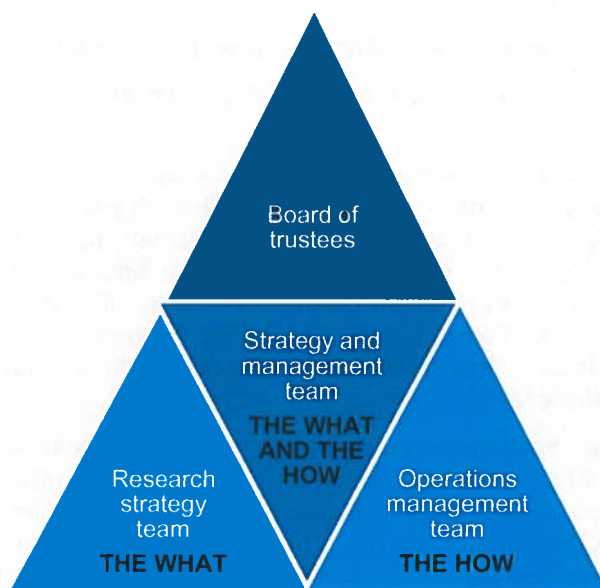 Board of
trustees
Strategy and
management
team
THE WHAT
AND THE
HOW
Research
strategy
team
THE WHAT
Operations
management
team
THE HOW